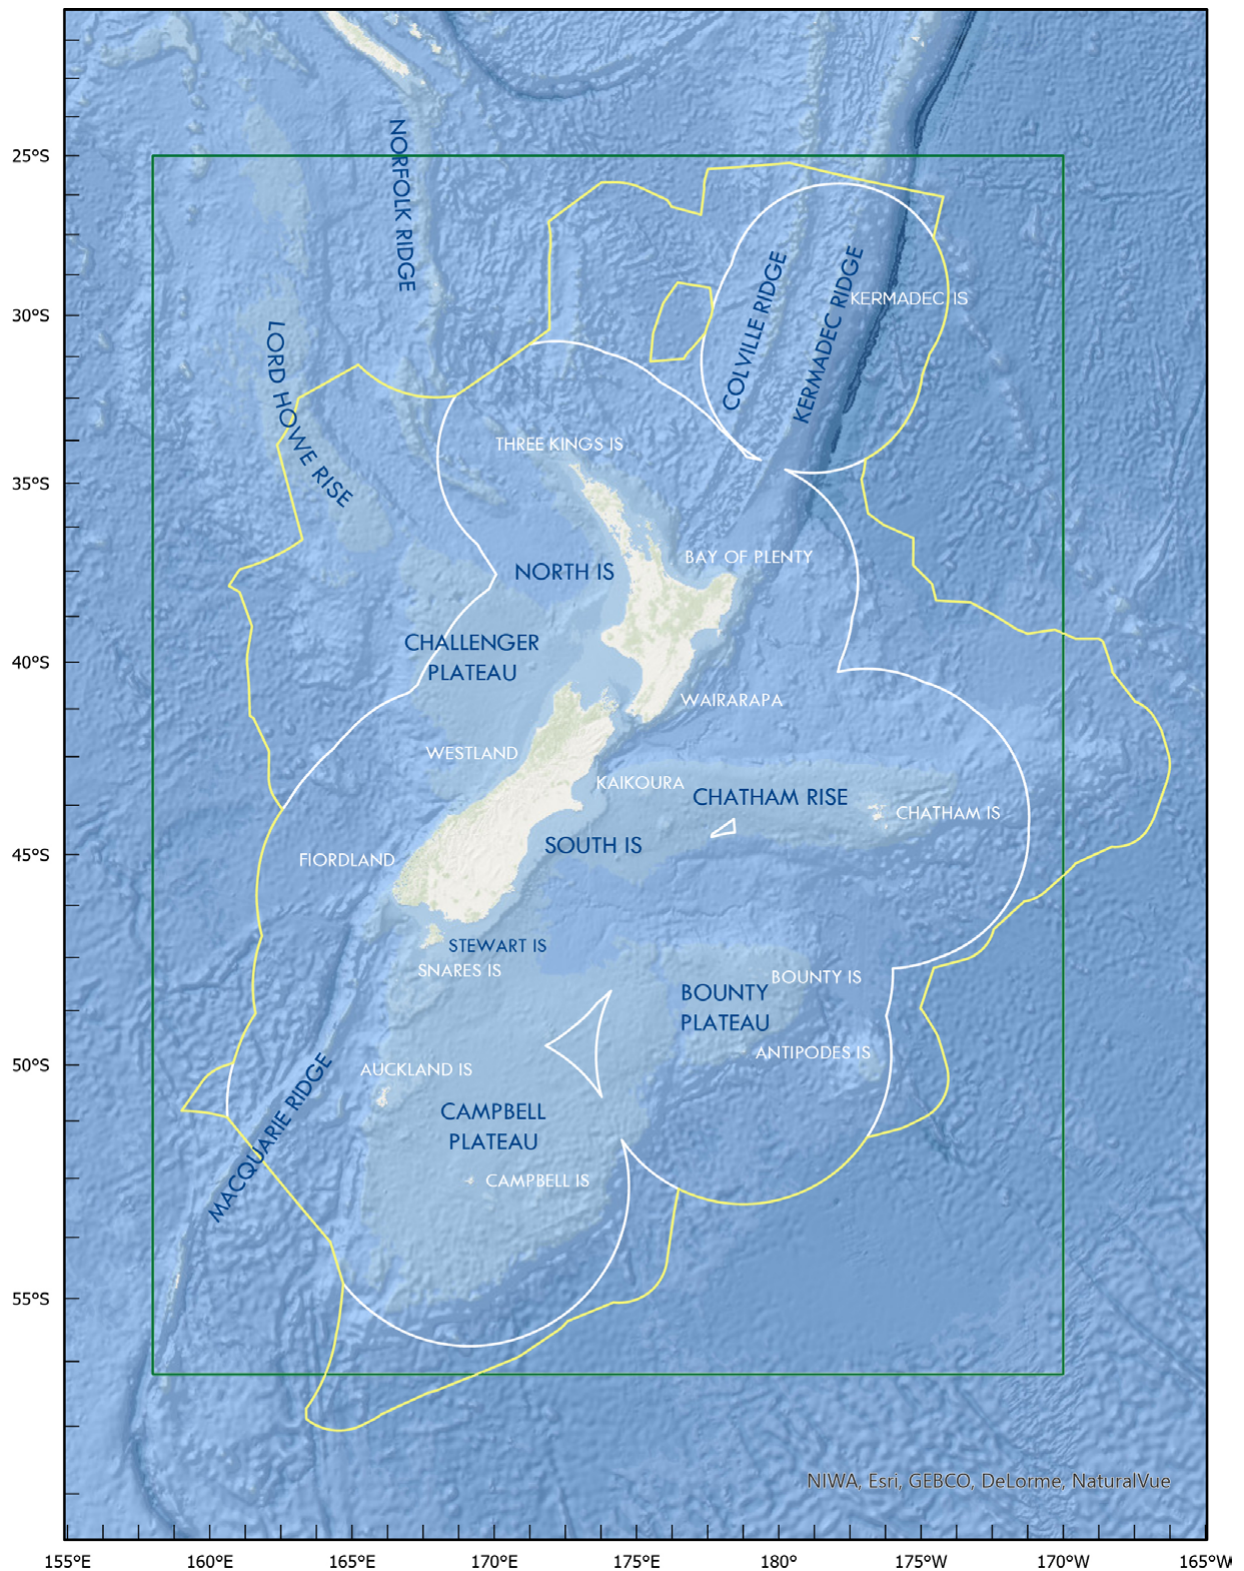 NORFOLK RIDGE
25°S
COLVILLE RIDGE
KERMADEC RIDGE
KERMADEC IS
30°S
LORD HOWE RISE
THREE KINGS IS
35°S
BAY OF PLENTY
NORTH IS
CHALLENGER
PLATEAU
40°S
WAIRARAPA
WESTLAND
KAIKOURA
CHATHAM RISE
CHATHAM IS
SOUTH IS
45°S
FIORDLAND
STEWART IS
SNARES IS
BOUNTY IS
BOUNTY
PLATEAU
ANTIPODES IS
50°S
AUCKLAND IS
MACQUARIE RIDGE
CAMPBELL
PLATEAU
CAMPBELL IS
55°S
NIWA, Esri, GEBCO, DeLorme, NaturalVue
155°E 160°E 165°E 170°E 175°E 180° 175°W 170°W 165°W